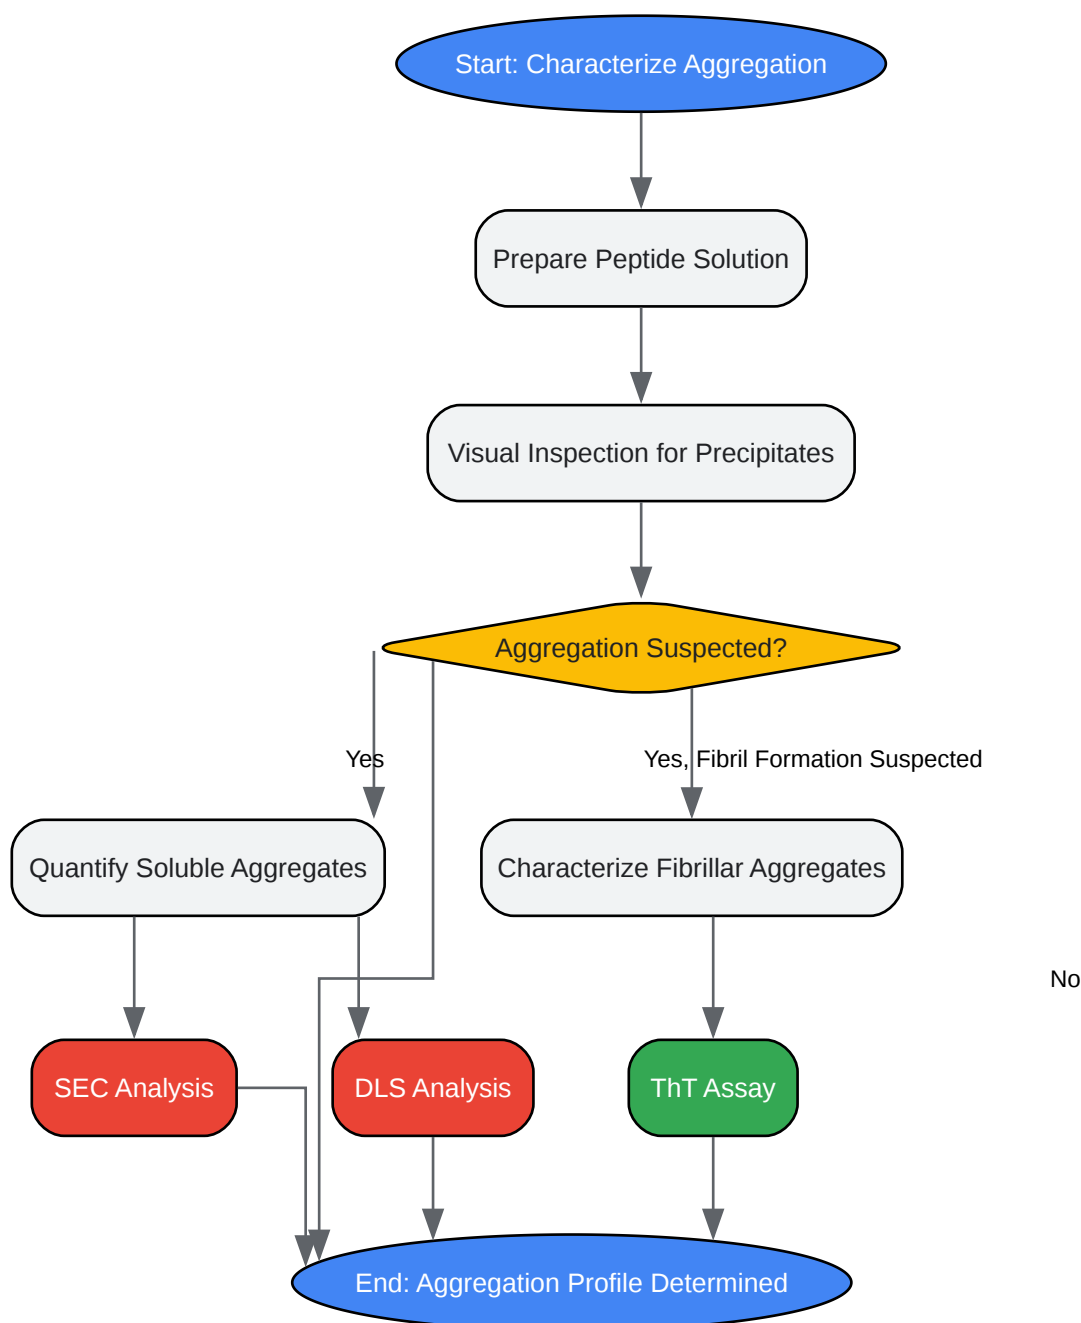 Start: Characterize Aggregation
Prepare Peptide Solution
Visual Inspection for Precipitates
Aggregation Suspected?
Yes
Yes, Fibril Formation Suspected
Quantify Soluble Aggregates
Characterize Fibrillar Aggregates
No
SEC Analysis
DLS Analysis
ThT Assay
End: Aggregation Profile Determined